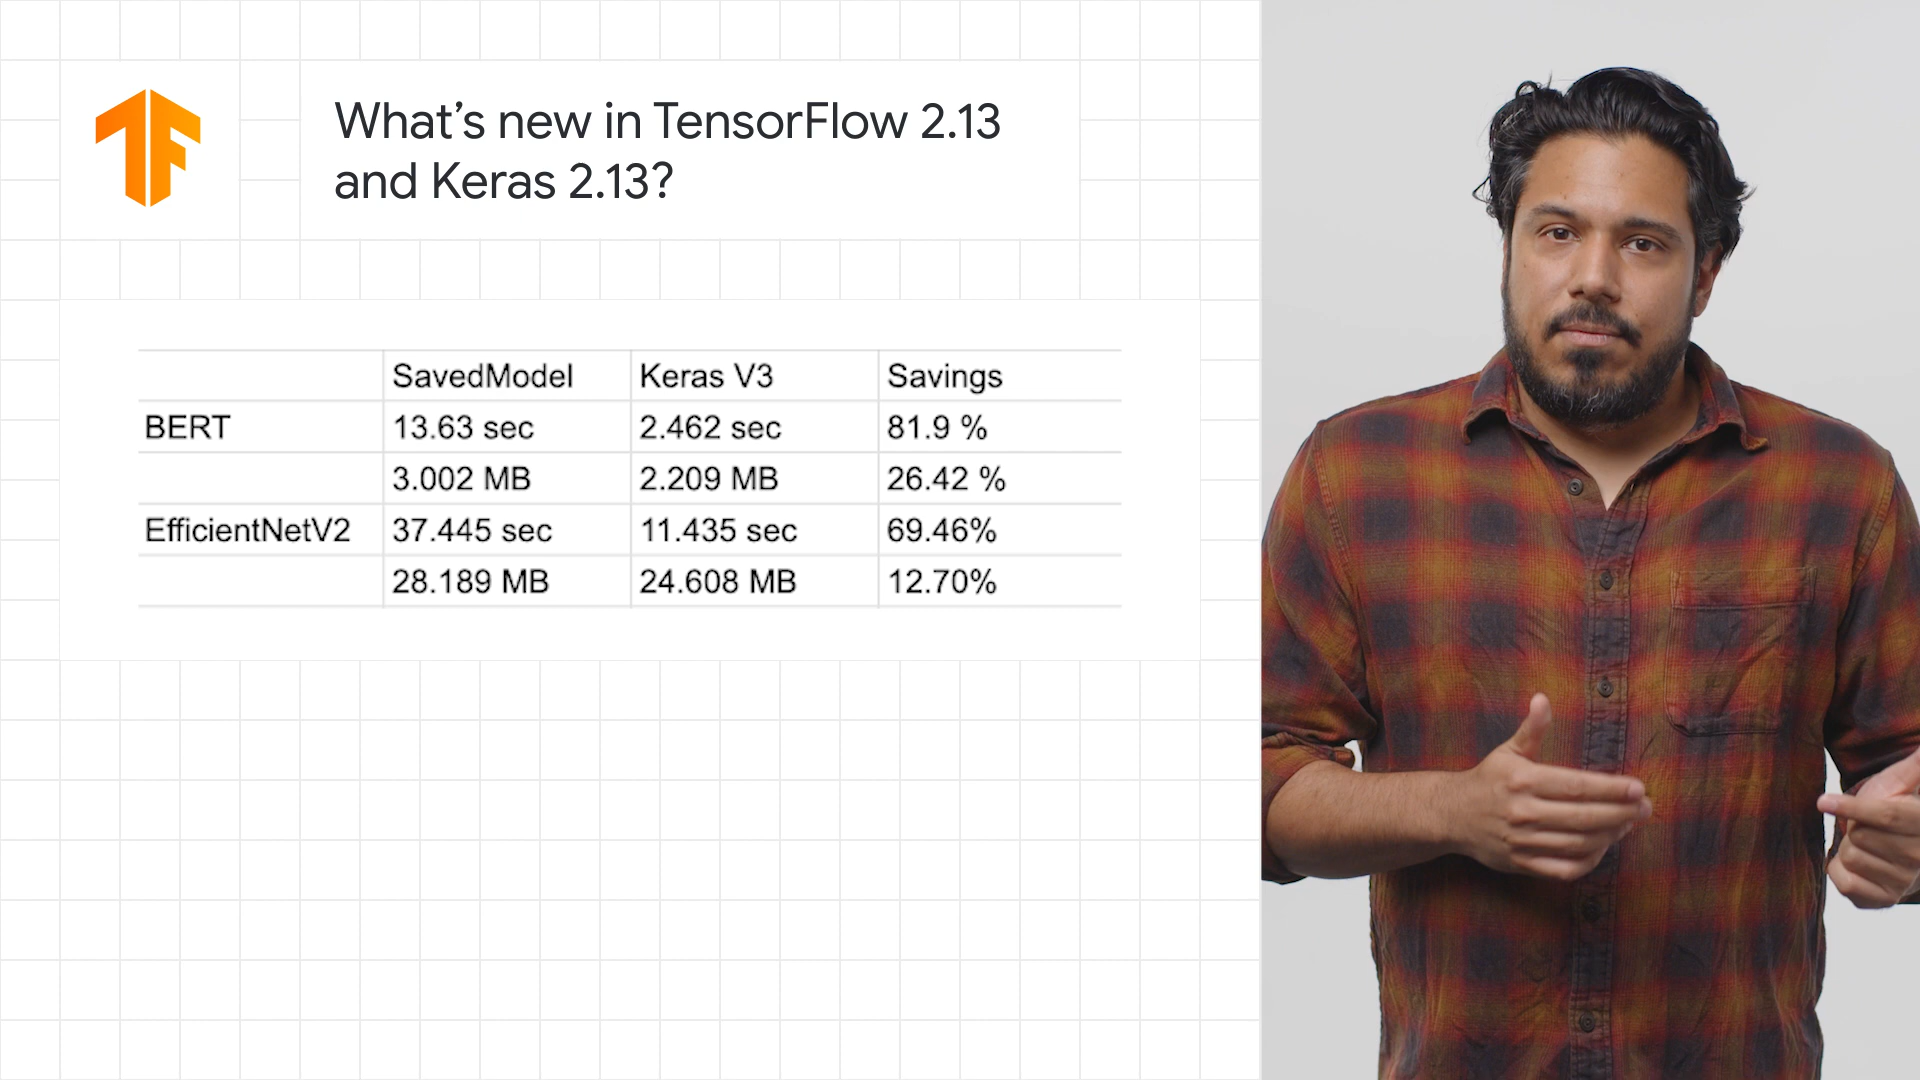 What's new in TensorFlow 2.13
and Keras 2.13?
SavedModel Keras V3 Savings
BERT 13.63 sec 2.462 sec 81.9 %
3.002 MB 2.209 MB 26.42 %
EfficientNetV2 37.445 sec 11.435 sec 69.46%
28.189 MB 24.608 MB 12.70%